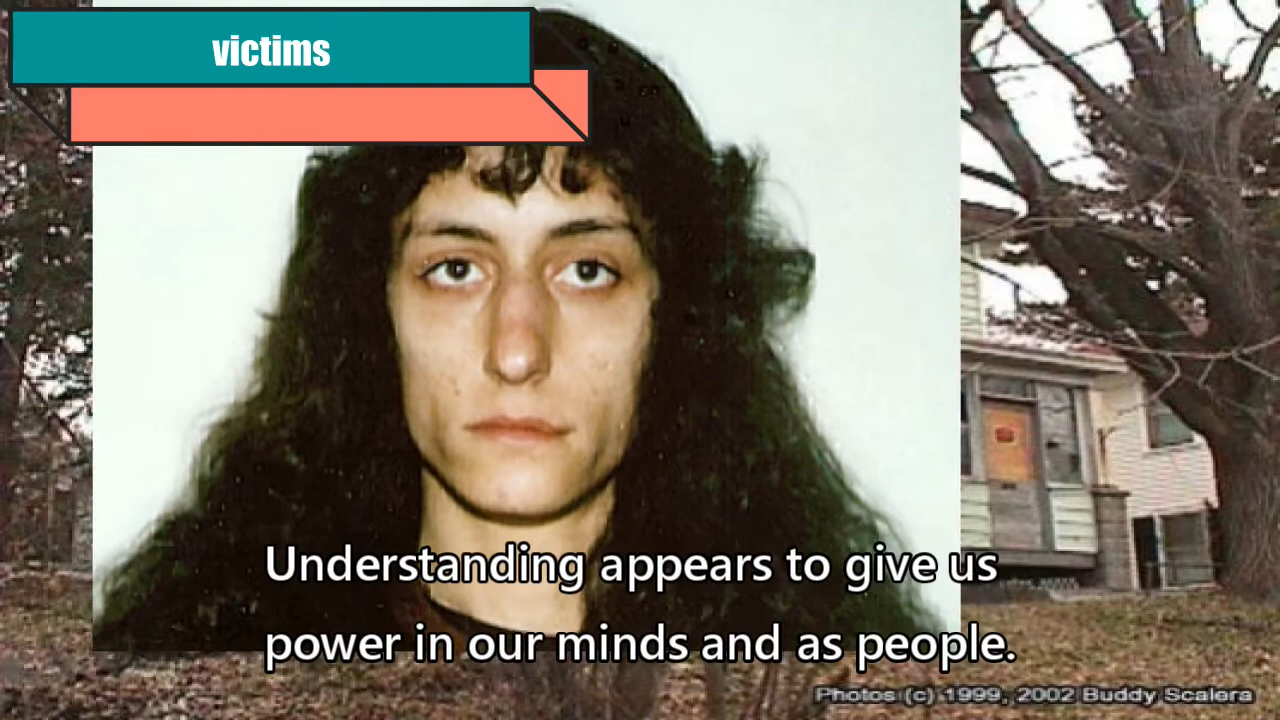 victims
Understanding appears to give us
power in our minds and as people.
Photos (c) 1999, 2002 Buddy Scalera